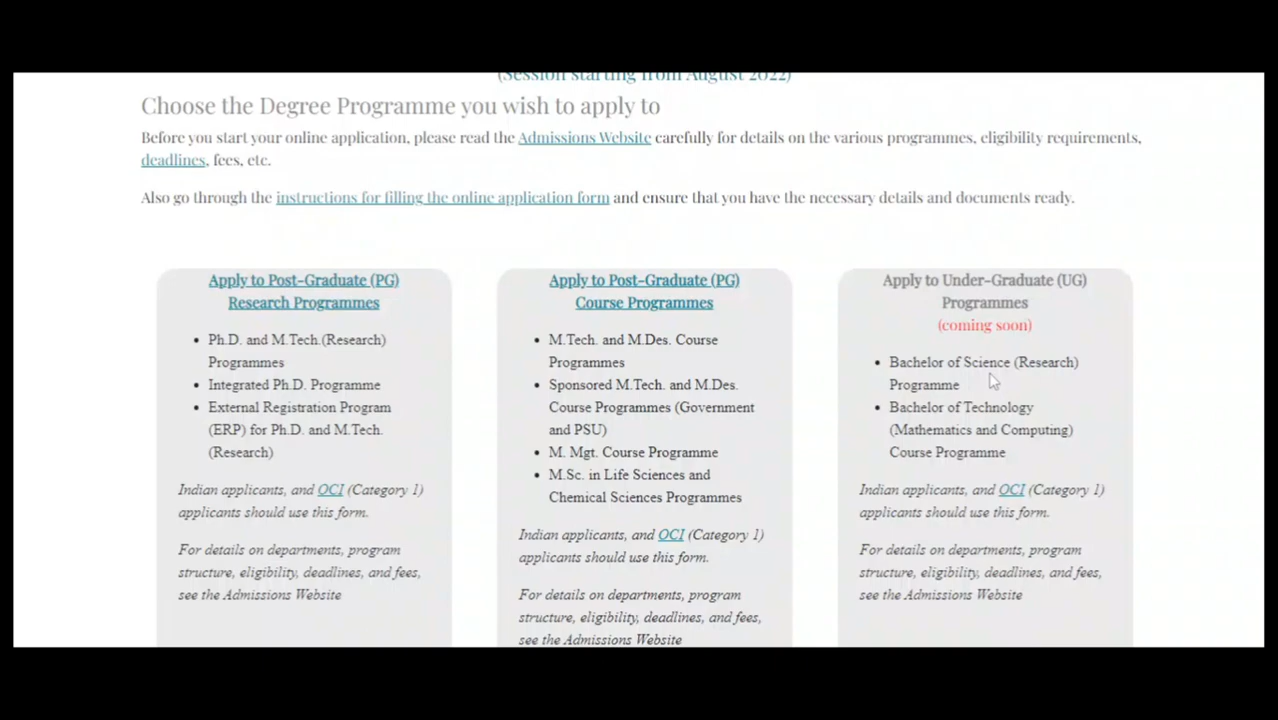 (Session starting from August 2022)
Choose the Degree Programme you wish to apply to
Before you start your online application, please read the Admissions Website carefully for details on the various programmes, eligibility requirements,
deadlines, fees, etc.
Also go through the instructions for filling the online application form and ensure that you have the necessary details and documents ready.
Apply to Post-Graduate (PG)
Research Programmes
• Ph.D. and M.Tech.(Research)
Programmes
• Integrated Ph.D. Programme
• External Registration Program
(ERP) for Ph.D. and M.Tech.
(Research)
Indian applicants, and OCI (Category 1)
applicants should use this form.
For details on departments, program
structure, eligibility, deadlines, and fees,
see the Admissions Website
Apply to Post-Graduate (PG)
Course Programmes
• M.Tech. and M.Des. Course
Programmes
• Sponsored M.Tech. and M.Des.
Course Programmes (Government
and PSU)
• M. Mgt. Course Programme
• M.Sc. in Life Sciences and
Chemical Sciences Programmes
Indian applicants, and OCI (Category 1)
applicants should use this form.
For details on departments, program
structure, eligibility, deadlines, and fees,
see the Admissions Website
Apply to Under-Graduate (UG)
Programmes
(coming soon)
• Bachelor of Science (Research)
Programme
• Bachelor of Technology
(Mathematics and Computing)
Course Programme
Indian applicants, and OCI (Category 1)
applicants should use this form.
For details on departments, program
structure, eligibility, deadlines, and fees,
see the Admissions Website